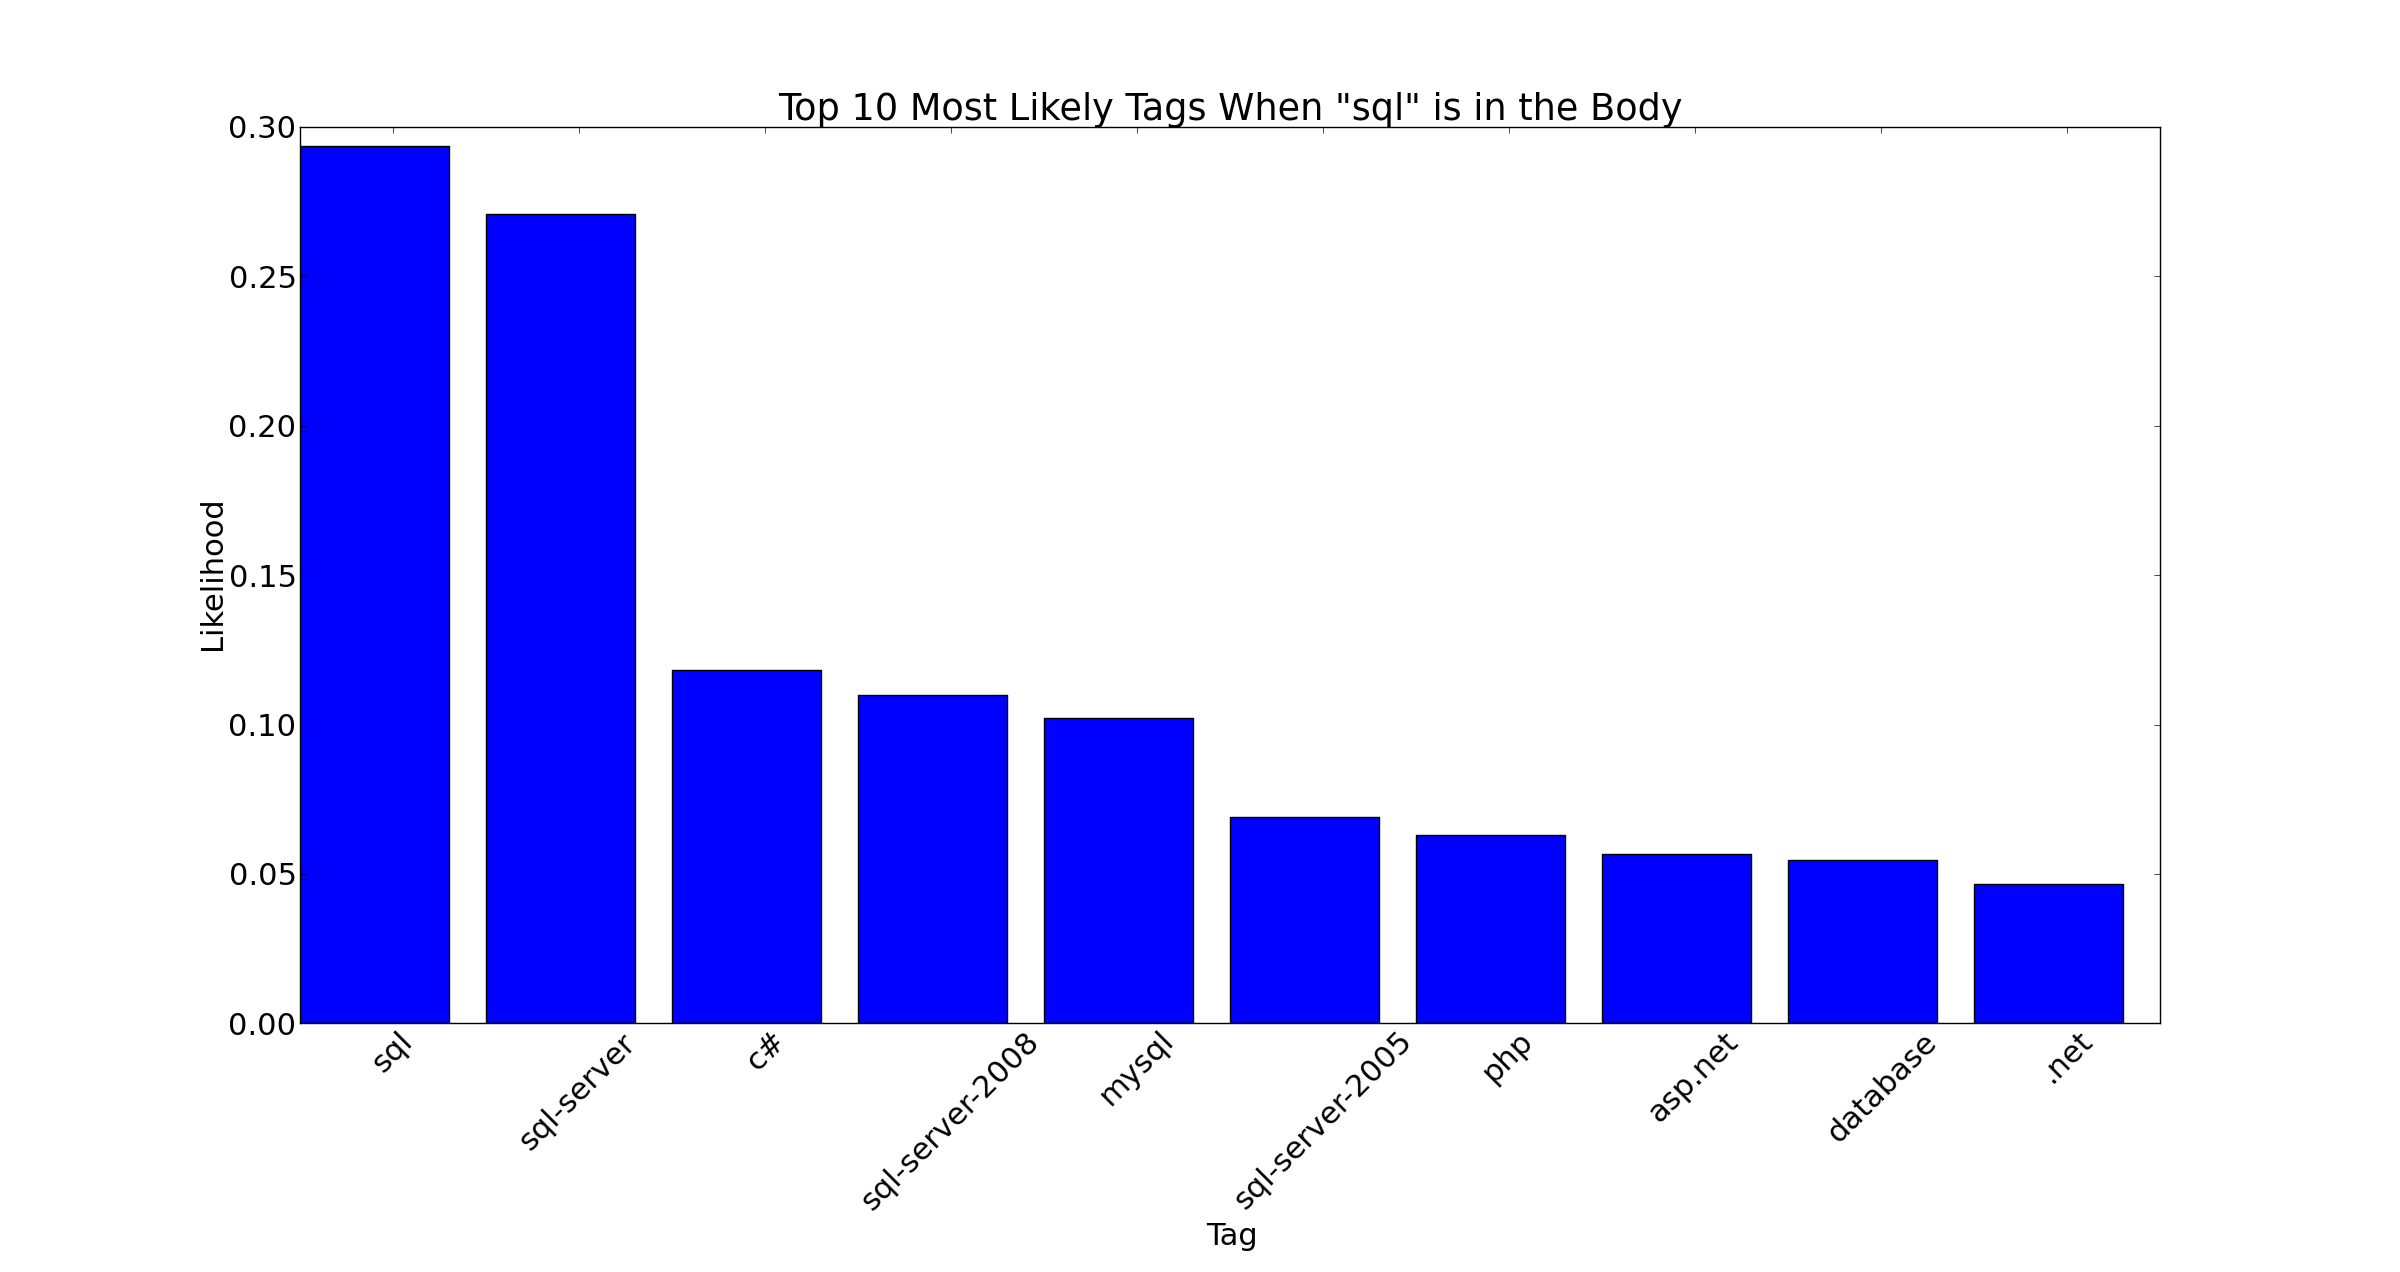 Top 10 Most Likely Tags When "sql" is in the Body
0.30
0.25
0.20
0.15
0.10
0.05
0.00
Likelihood
sql
sql-server
c#
sql-server-2008
mysql
sql-server-2005
php
asp.net
database
.net
Tag